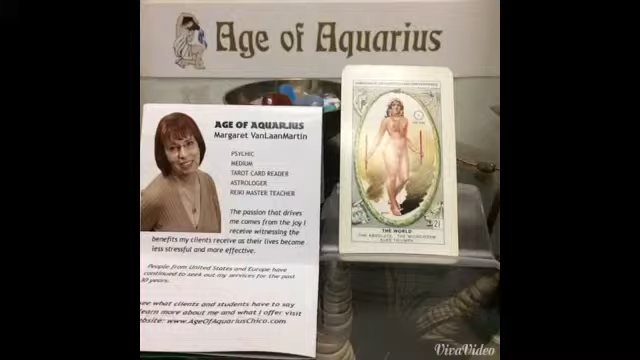 Age of Aquarius
AGE OF AQUARIUS
Margaret VanLaanMartin
PSYCHIC
MEDIUM
TAROT CARD READER
ASTROLOGER
REIKI MASTER TEACHER
The passion that drives
me comes from the joy I
receive witnessing the
benefits my clients receive as their lives become
less stressful and more effective.
People from United States and Europe have
continued to seek out my services for the past
30 years.
see what clients and students have to say
learn more about me and what I offer visit
website: www.AgeOfAquariusChico.com
21
THE WORLD
VivaVideo